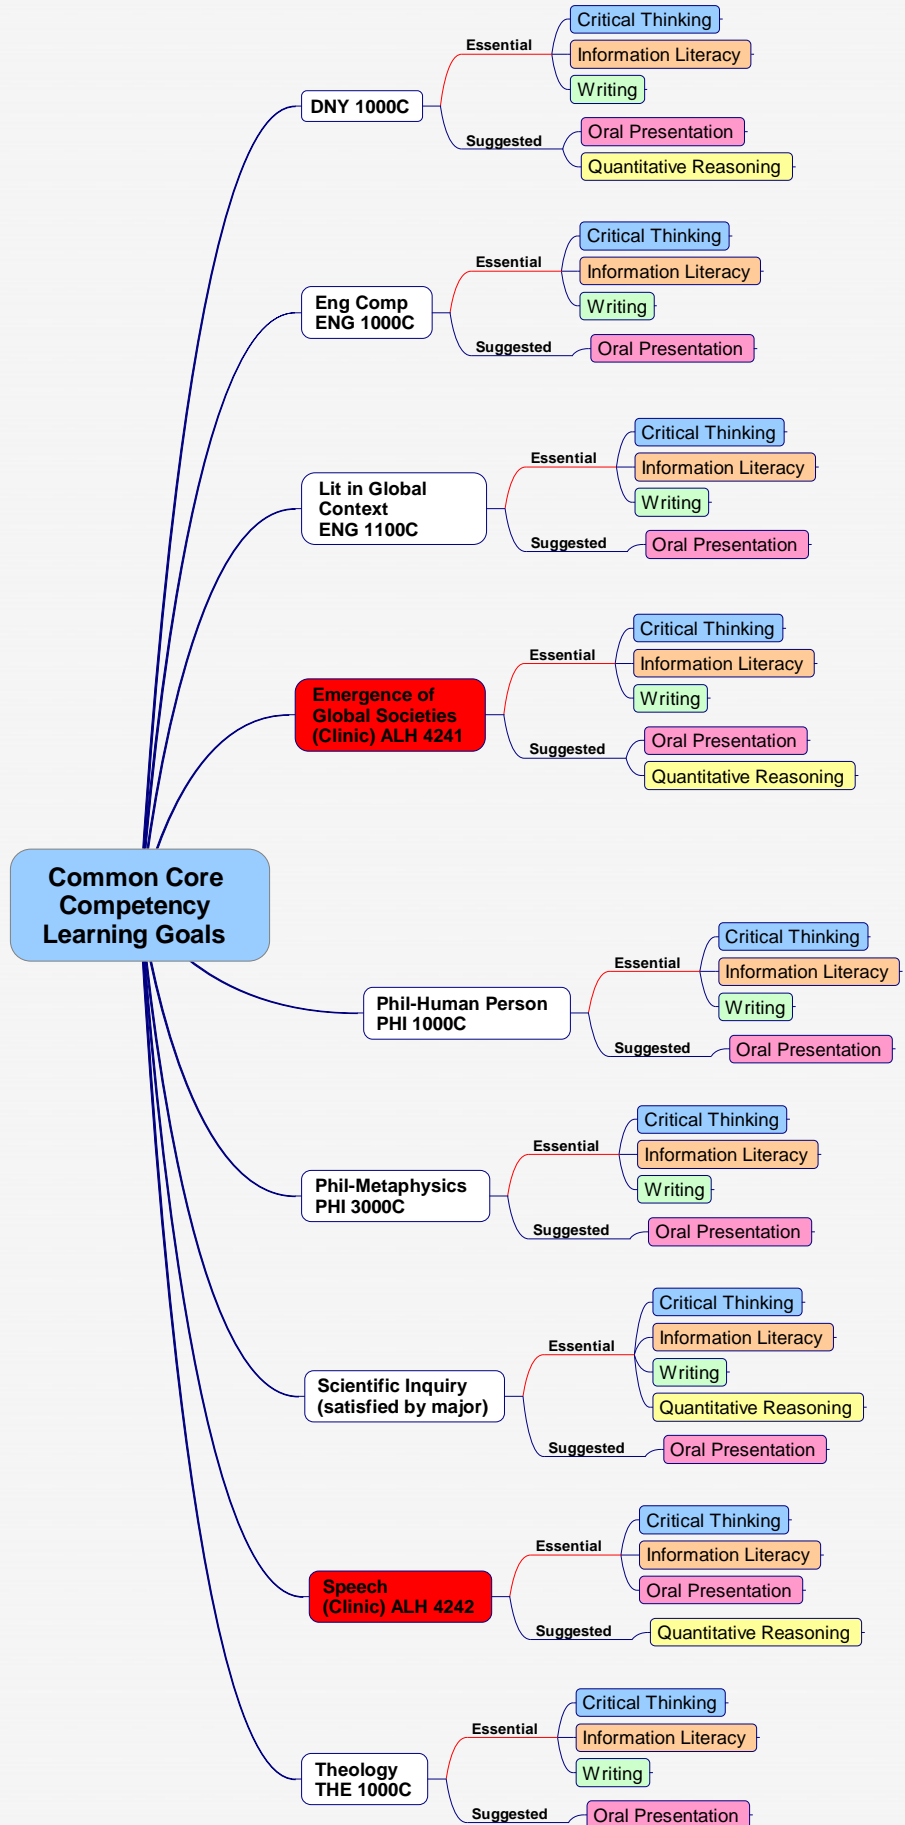 Critical Thinking
Essential
Information Literacy
Writing
DNY 1000C
Oral Presentation
Suggested
Quantitative Reasoning
Critical Thinking
Essential
Information Literacy
Writing
Eng Comp
ENG 1000C
Suggested
Oral Presentation
Critical Thinking
Essential
Information Literacy
Writing
Lit in Global
Context
ENG 1100C
Suggested
Oral Presentation
Critical Thinking
Essential
Information Literacy
Writing
Emergence of
Global Societies
(Clinic) ALH 4241
Oral Presentation
Suggested
Quantitative Reasoning
Common Core
Competency
Learning Goals
Critical Thinking
Essential
Information Literacy
Writing
Phil-Human Person
PHI 1000C
Suggested
Oral Presentation
Critical Thinking
Essential
Information Literacy
Writing
Phil-Metaphysics
PHI 3000C
Suggested
Oral Presentation
Critical Thinking
Essential
Information Literacy
Writing
Quantitative Reasoning
Scientific Inquiry
(satisfied by major)
Suggested
Oral Presentation
Critical Thinking
Essential
Information Literacy
Oral Presentation
Speech
(Clinic) ALH 4242
Suggested
Quantitative Reasoning
Critical Thinking
Essential
Information Literacy
Writing
Theology
THE 1000C
Suggested
Oral Presentation